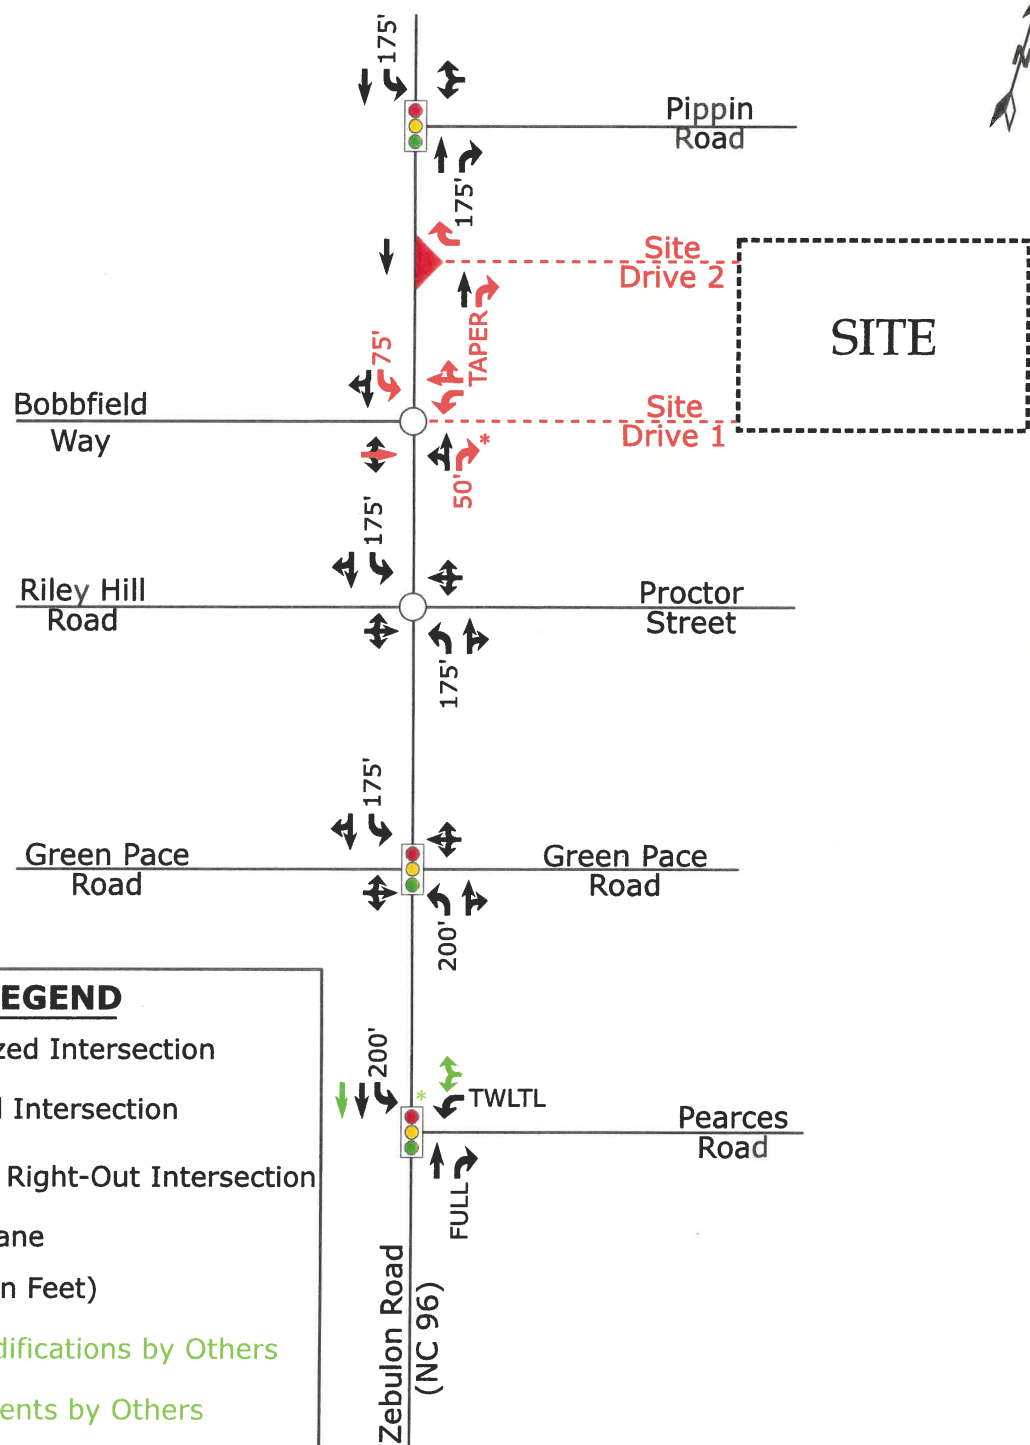 175'
N
Pippin
Road
175'
Site
Drive 2
SITE
TAPER
75'
Bobbfield
Way
Site
Drive 1
*
50'
175'
Riley Hill
Road
Proctor
Street
175'
175'
Green Pace
Road
Green Pace
Road
200'
EGEND
zed Intersection
Intersection
Right-Out Intersection
ane
n Feet)
difications by Others
ents by Others
200'
*
TWLTL
Pearces
Road
FULL
Zebulon Road
(NC 96)